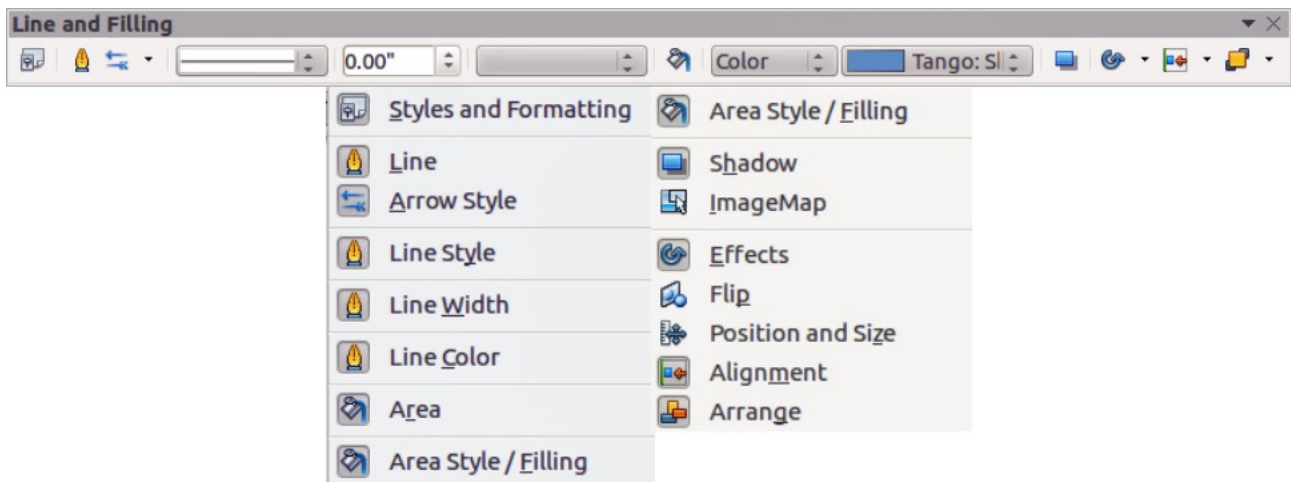 Line and Filling
0.00" Color Tango: Sl
Styles and Formatting
Line
Arrow Style
Line Style
Line Width
Line Color
Area
Area Style / Filling
Area Style / Filling
Shadow
ImageMap
Effects
Flip
Position and Size
Alignment
Arrange